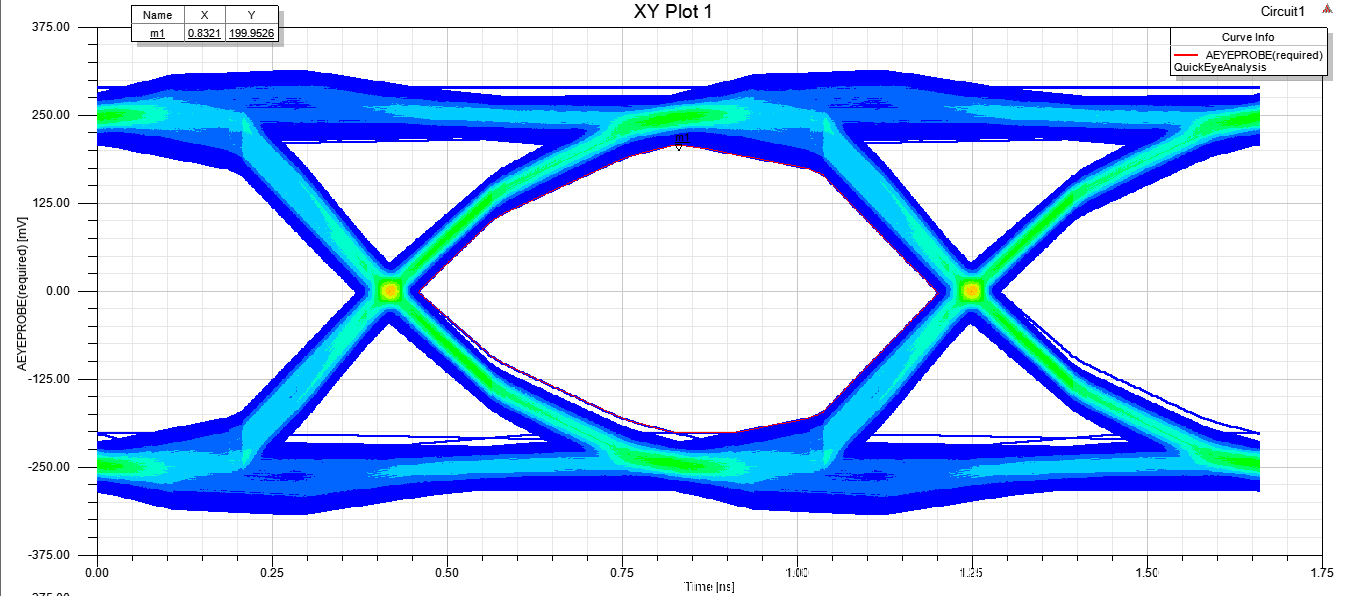 XY Plot 1
Circuit1
Name X Y
m1 0.8321 199.9526
Curve Info
AEYEPROBE(required)
QuickEyeAnalysis
AEYEPROBE(required) [mV]
375.00
250.00
125.00
0.00
-125.00
-250.00
-375.00
0.00 0.25 0.50 0.75 1.00 1.25 1.50 1.75
Time [ns]